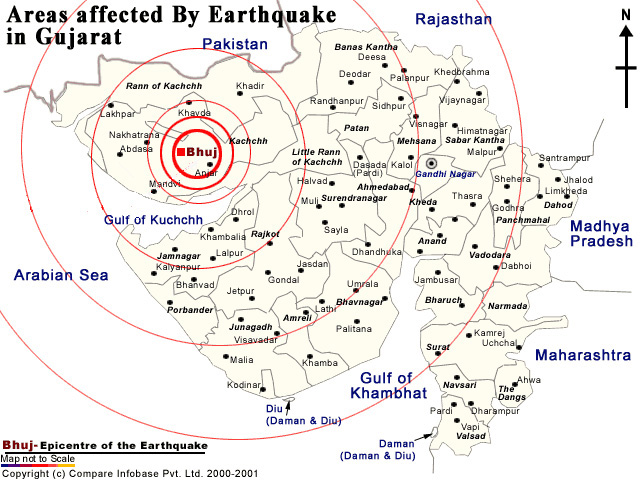 Areas affected By Earthquake
in Gujarat
Rajasthan
N
Pakistan
Banas Kantha
Deesa
Palanpur
Deodar
Khedbrahma
Rann of Kachchh
Khadir
Vijaynagar
Randhanpur
Sidhpur
Lakhpar
Khavda
Visnagar
Himatnagar
Patan
Nakhatrana
Kachchh
Mehsana
Sabar Kantha
Malpur
Abdasa
Bhuj
Little Rann
of Kachchh
Dasada
(Pardi)
Kalol
Santrampur
Anjar
Gandhi Nagar
Mandvi
Halvad
Ahmedabad
Shehera
Jhalod
Limkheda
Muli
Surendranagar
Kheda
Thasra
Godhra
Dahod
Gulf of Kuchchh
Dhrol
Panchmahal
Khambalia
Rajkot
Sayla
Anand
Madhya
Pradesh
Jamnagar
Lalpur
Dhandhuka
Vadodara
Arabian Sea
Kalyanpur
Jasdan
Dabhoi
Bhanvad
Gondal
Jambusar
Jetpur
Umrala
Porbander
Lathi
Bhavnagar
Bharuch
Narmada
Amreli
Junagadh
Palitana
Visavadar
Kamrej
Uchchal
Surat
Malia
Khamba
Maharashtra
Gulf of
Khambhat
Kodinar
Navsari
Ahwa
The
Dangs
Diu
(Daman & Diu)
Pardi
Dharampur
Vapi
Valsad
Daman
(Daman & Diu)
Bhuj- Epicentre of the Earthquake
Map not to Scale
Copyright (c) Compare Infobase Pvt. Ltd. 2000-2001